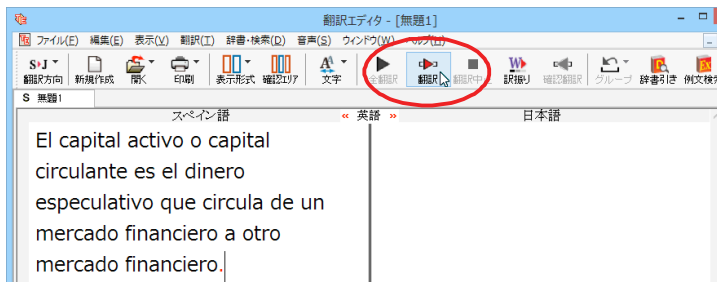 翻訳エディタ - [無題1]
ファイル(F) 編集(E) 表示(V) 翻訳(T) 辞書・検索(D) 音声(S) ウィンドウ(W) ヘルプ(H)
S›J 翻訳方向 新規作成 開く 印刷 表示形式 確認エリア 文字 全翻訳 翻訳 翻訳中止 訳振り 確認翻訳 グループ 辞書引き 例文検索
S 無題1
スペイン語 « 英語 » 日本語
El capital activo o capital
circulante es el dinero
especulativo que circula de un
mercado financiero a otro
mercado financiero.